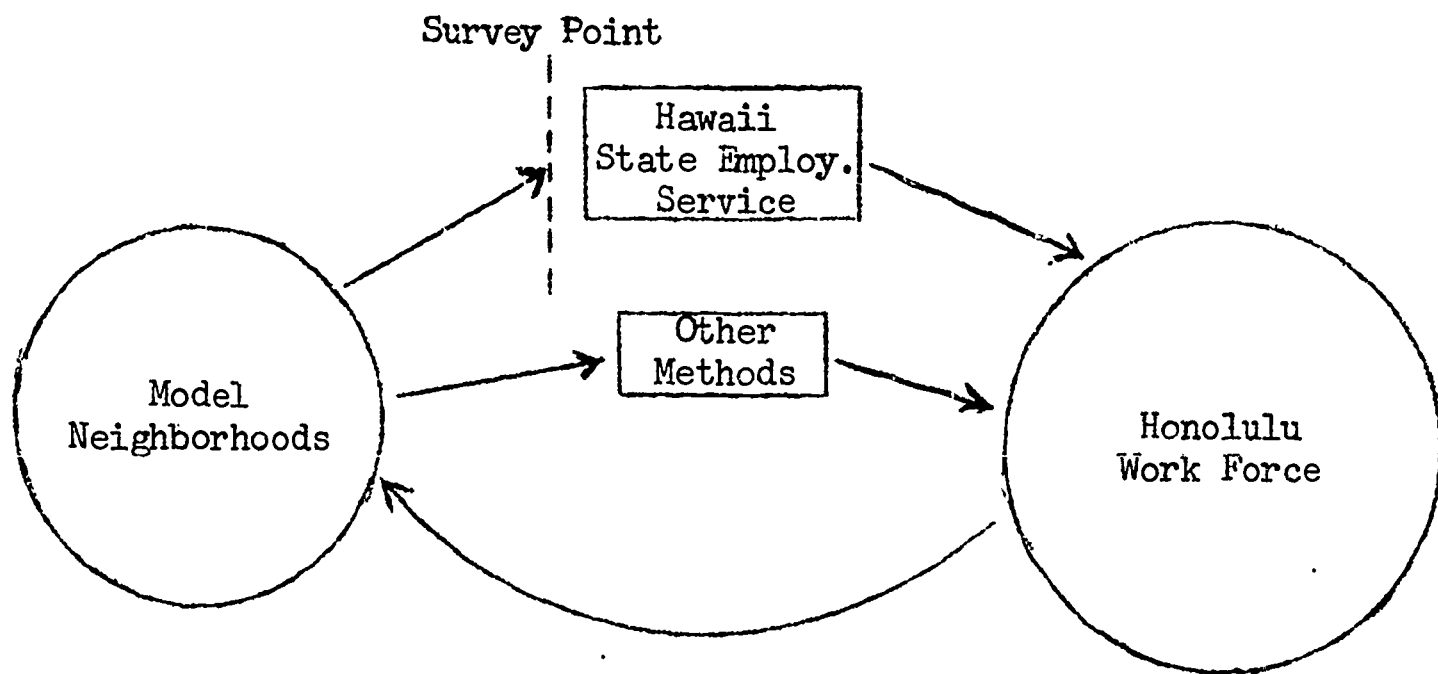 Survey Point
Hawaii
State Employ.
Service
Other
Methods
Model
Neighborhoods
Honolulu
Work Force